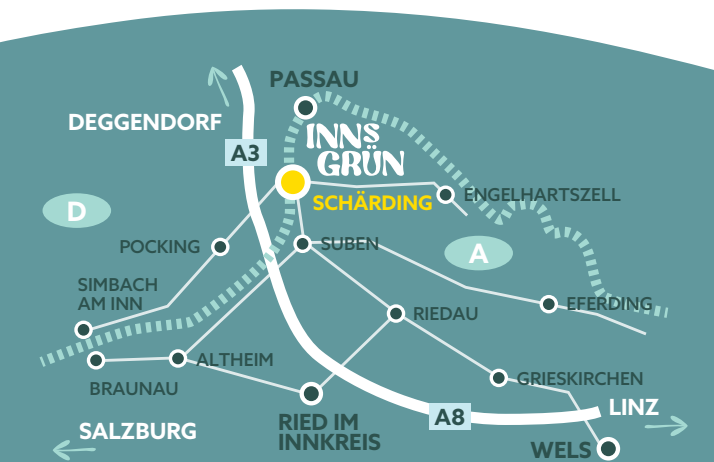 PASSAU
DEGGENDORF
INNS
GRÜN
A3
SCHÄRDING
ENGELHARTSZELL
D
POCKING
SUBEN
A
SIMBACH
AM INN
EFERDING
RIEDAU
ALTHEIM
BRAUNAU
GRIESKIRCHEN
LINZ
A8
RIED IM
INNKREIS
SALZBURG
WELS